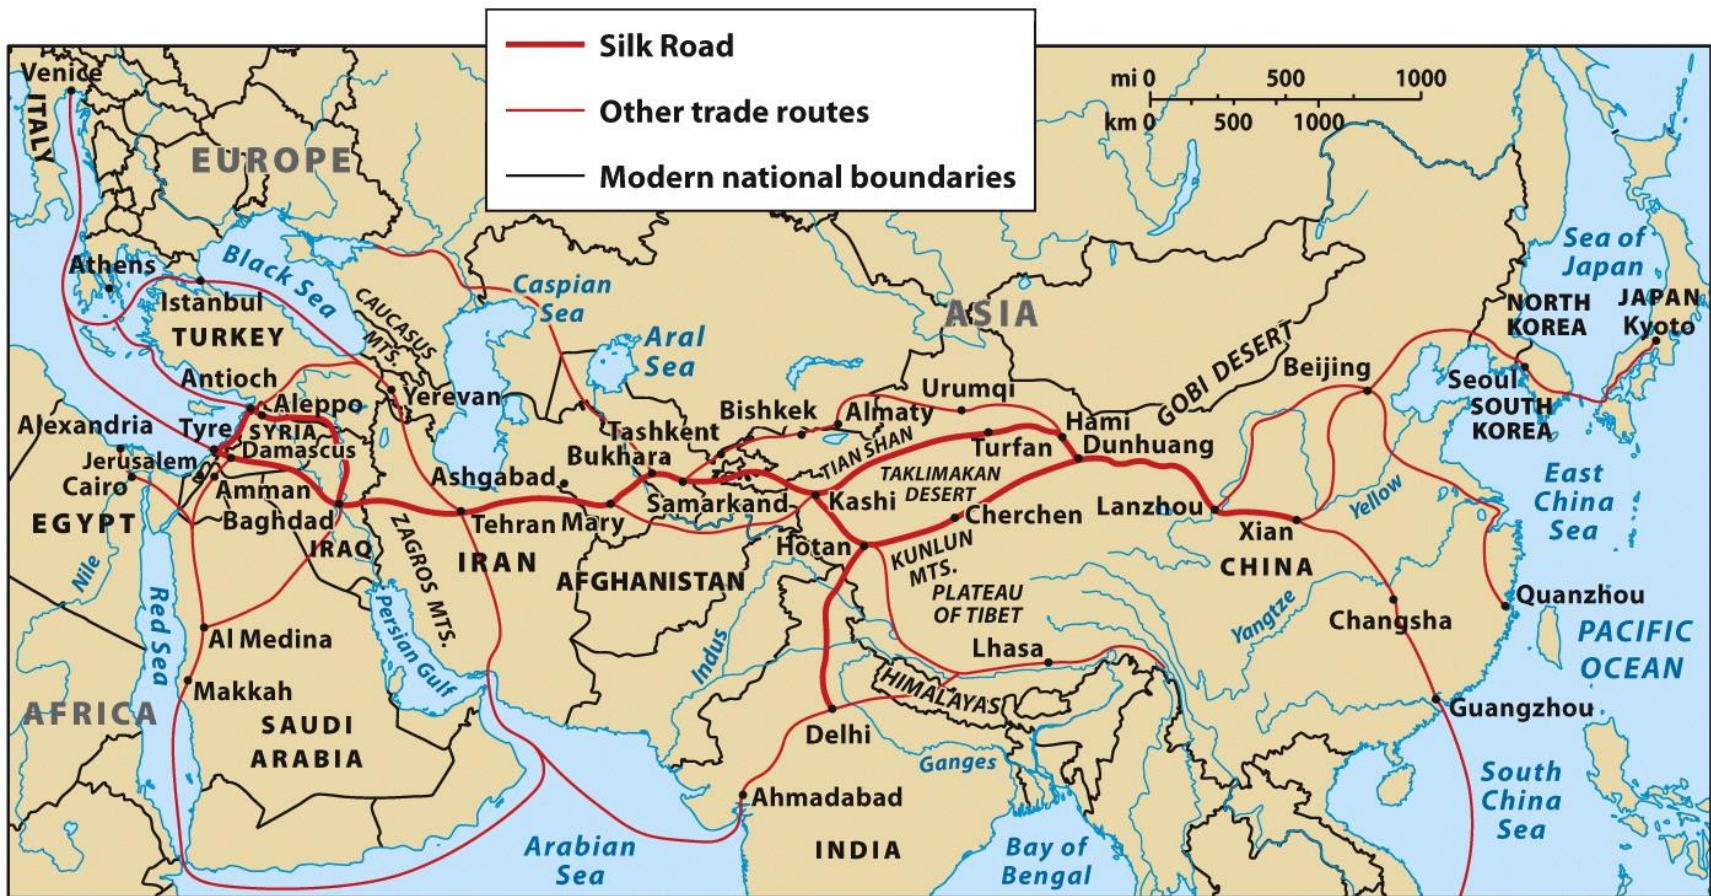 Silk Road
Other trade routes
Modern national boundaries
mi 0 500 1000
km 0 500 1000
Venice
ITALY
EUROPE
Athens
Istanbul
Black Sea
TURKEY
CAUCASUS
MTS.
Caspian
Sea
Aral
Sea
ASIA
GOBI DESERT
Sea of
Japan
NORTH
KOREA
JAPAN
Kyoto
Beijing
Seoul
SOUTH
KOREA
Antioch
Aleppo
Yerevan
SYRIA
Alexandria
Tyre
Damascus
Jerusalem
Cairo
Amman
EGYPT
Baghdad
IRAQ
Nile
Ashgabad
Bukhara
Tashkent
Bishkek
Almaty
Urumqi
Hami
Turfan
Dunhuang
TIAN SHAN
TAKLIMAKAN
DESERT
Tehran
Mary
Samarkand
Kashi
Cherchen
Lanzhou
Xian
Yellow
East
China
Sea
ZAGROS MTS.
IRAN
AFGHANISTAN
Hotan
KUNLUN
MTS.
CHINA
PLATEAU
OF TIBET
Red Sea
Persian Gulf
Indus
Lhasa
Yangtze
Changsha
Quanzhou
PACIFIC
OCEAN
Al Medina
Makkah
AFRICA
SAUDI
ARABIA
HIMALAYAS
Delhi
Ganges
Guangzhou
Ahmadabad
INDIA
Arabian
Sea
Bay of
Bengal
South
China
Sea